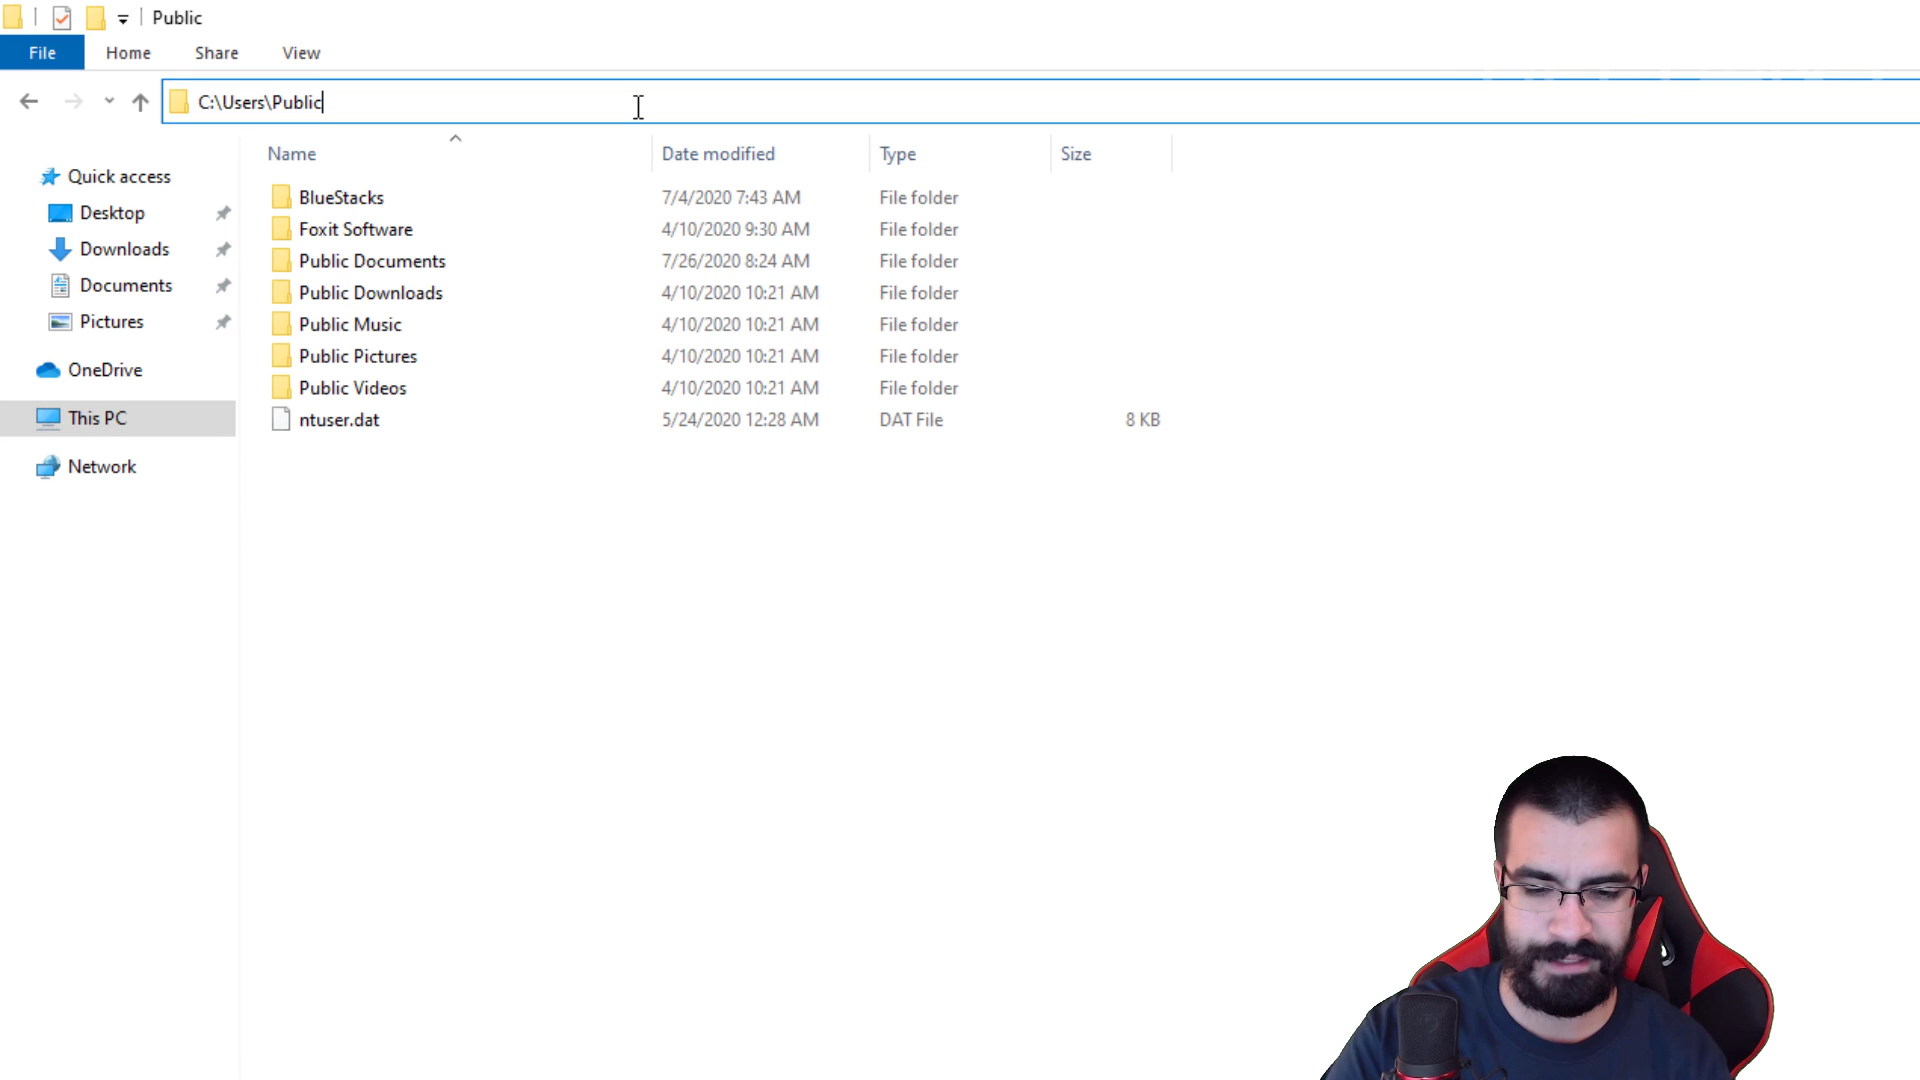 Public
File Home Share View
C:\Users\Public
Name Date modified Type Size
Quick access
Desktop
Downloads
Documents
Pictures
OneDrive
This PC
Network
BlueStacks 7/4/2020 7:43 AM File folder
Foxit Software 4/10/2020 9:30 AM File folder
Public Documents 7/26/2020 8:24 AM File folder
Public Downloads 4/10/2020 10:21 AM File folder
Public Music 4/10/2020 10:21 AM File folder
Public Pictures 4/10/2020 10:21 AM File folder
Public Videos 4/10/2020 10:21 AM File folder
ntuser.dat 5/24/2020 12:28 AM DAT File 8 KB